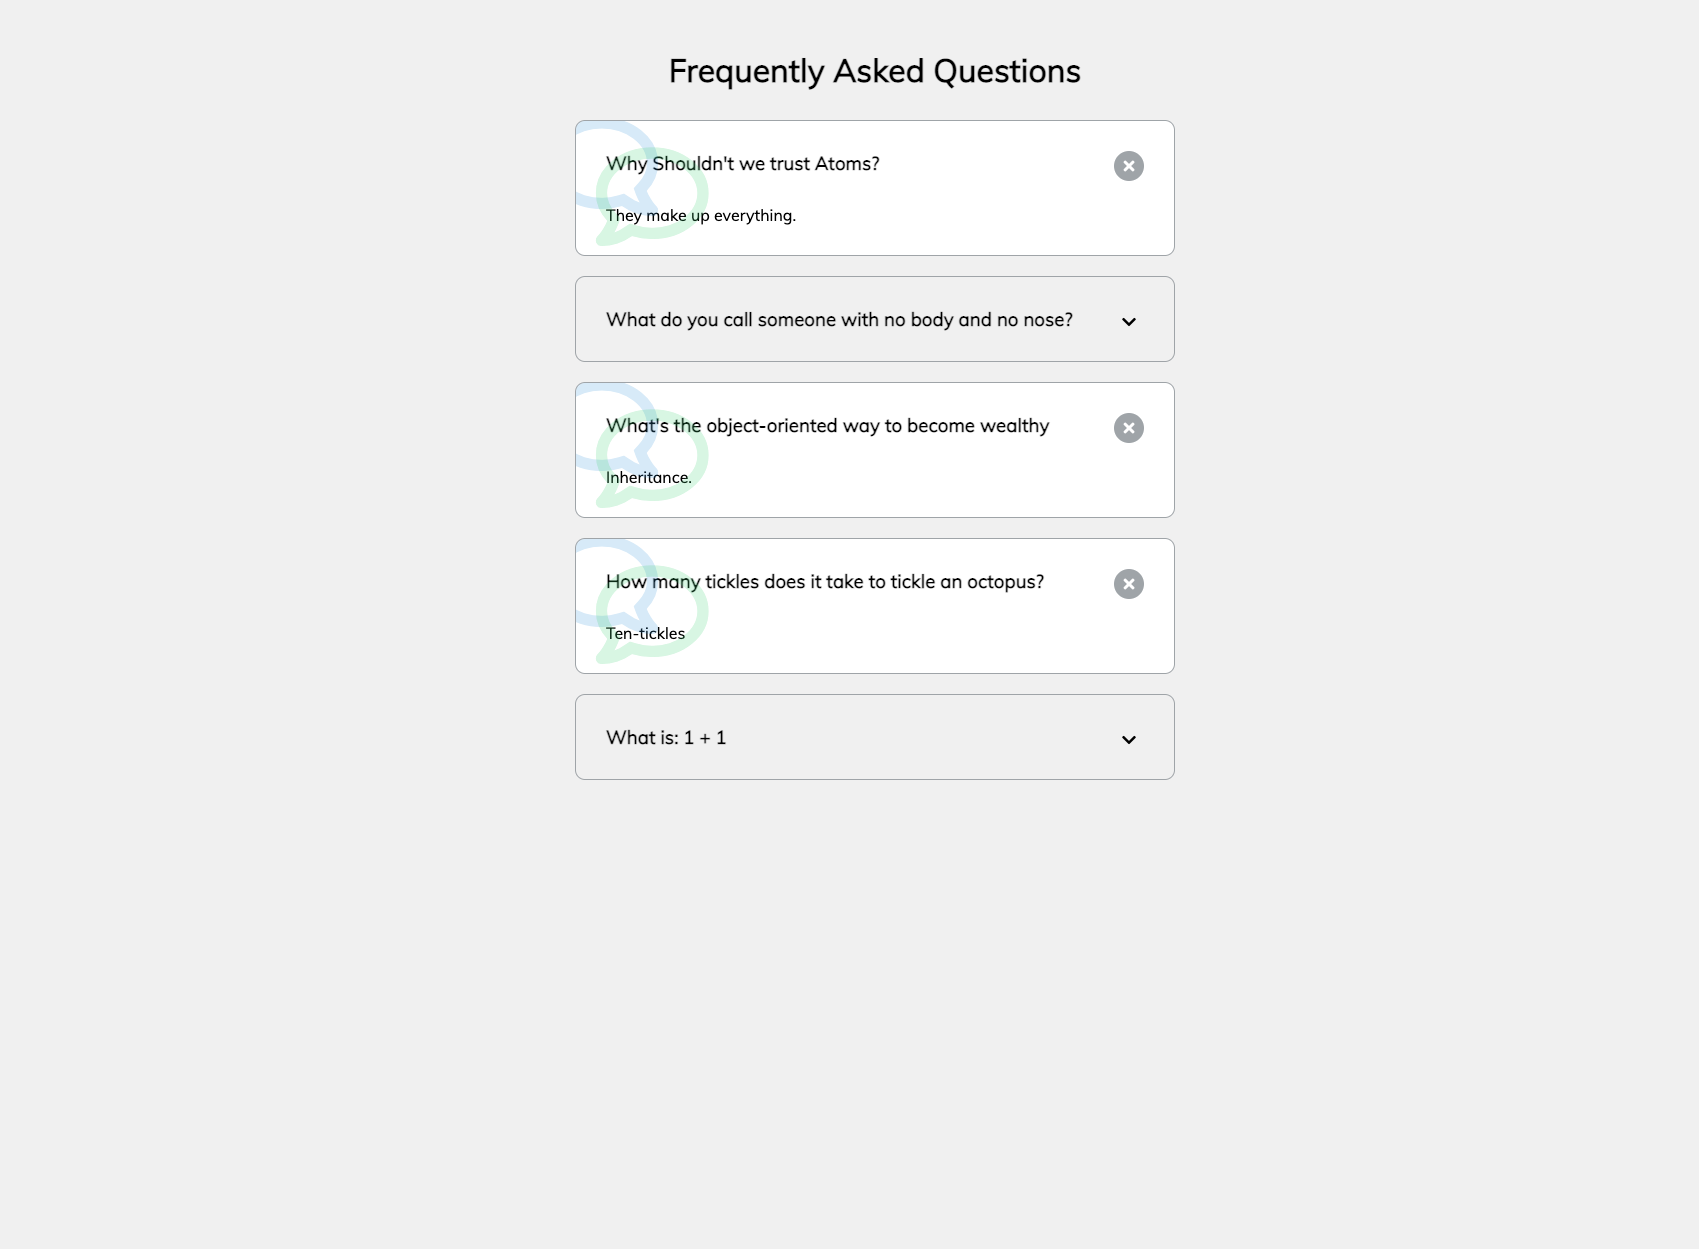 Frequently Asked Questions
Why Shouldn't we trust Atoms?
They make up everything.
What do you call someone with no body and no nose?
What's the object-oriented way to become wealthy
Inheritance.
How many tickles does it take to tickle an octopus?
Ten-tickles
What is: 1 + 1